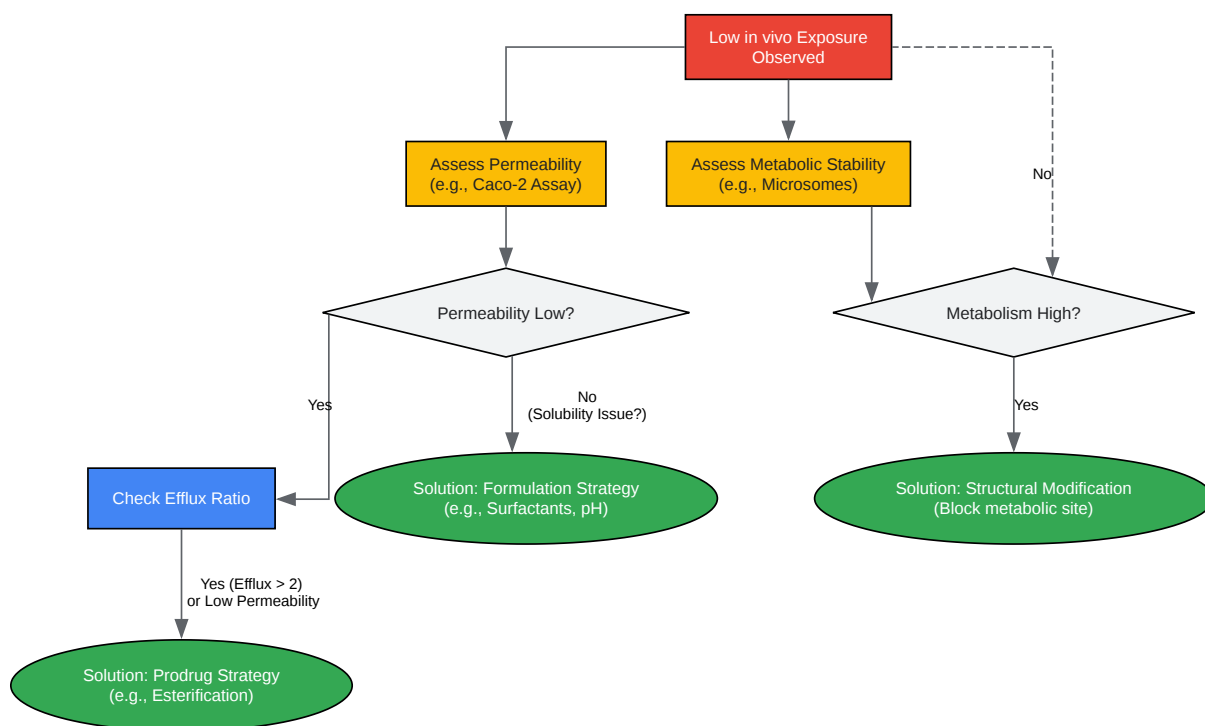 Low in vivo Exposure
Observed
Assess Permeability
(e.g., Caco-2 Assay)
Assess Metabolic Stability
(e.g., Microsomes)
No
Permeability Low?
Metabolism High?
Yes
No
(Solubility Issue?)
Yes
Check Efflux Ratio
Solution: Formulation Strategy
(e.g., Surfactants, pH)
Solution: Structural Modification
(Block metabolic site)
Yes (Efflux > 2)
or Low Permeability
Solution: Prodrug Strategy
(e.g., Esterification)